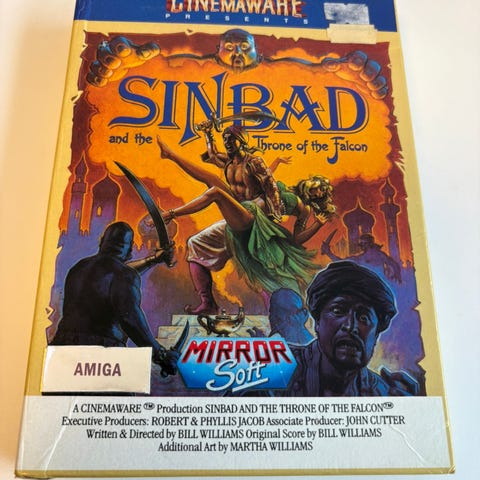 CINEMAWARE
PRESENTS
SINBAD
and the Throne of the Falcon
MIRROR
Soft
AMIGA
A CINEMAWARE™ Production SINBAD AND THE THRONE OF THE FALCON™
Executive Producers: ROBERT & PHYLLIS JACOB Associate Producer: JOHN CUTTER
Written & Directed by BILL WILLIAMS Original Score by BILL WILLIAMS
Additional Art by MARTHA WILLIAMS